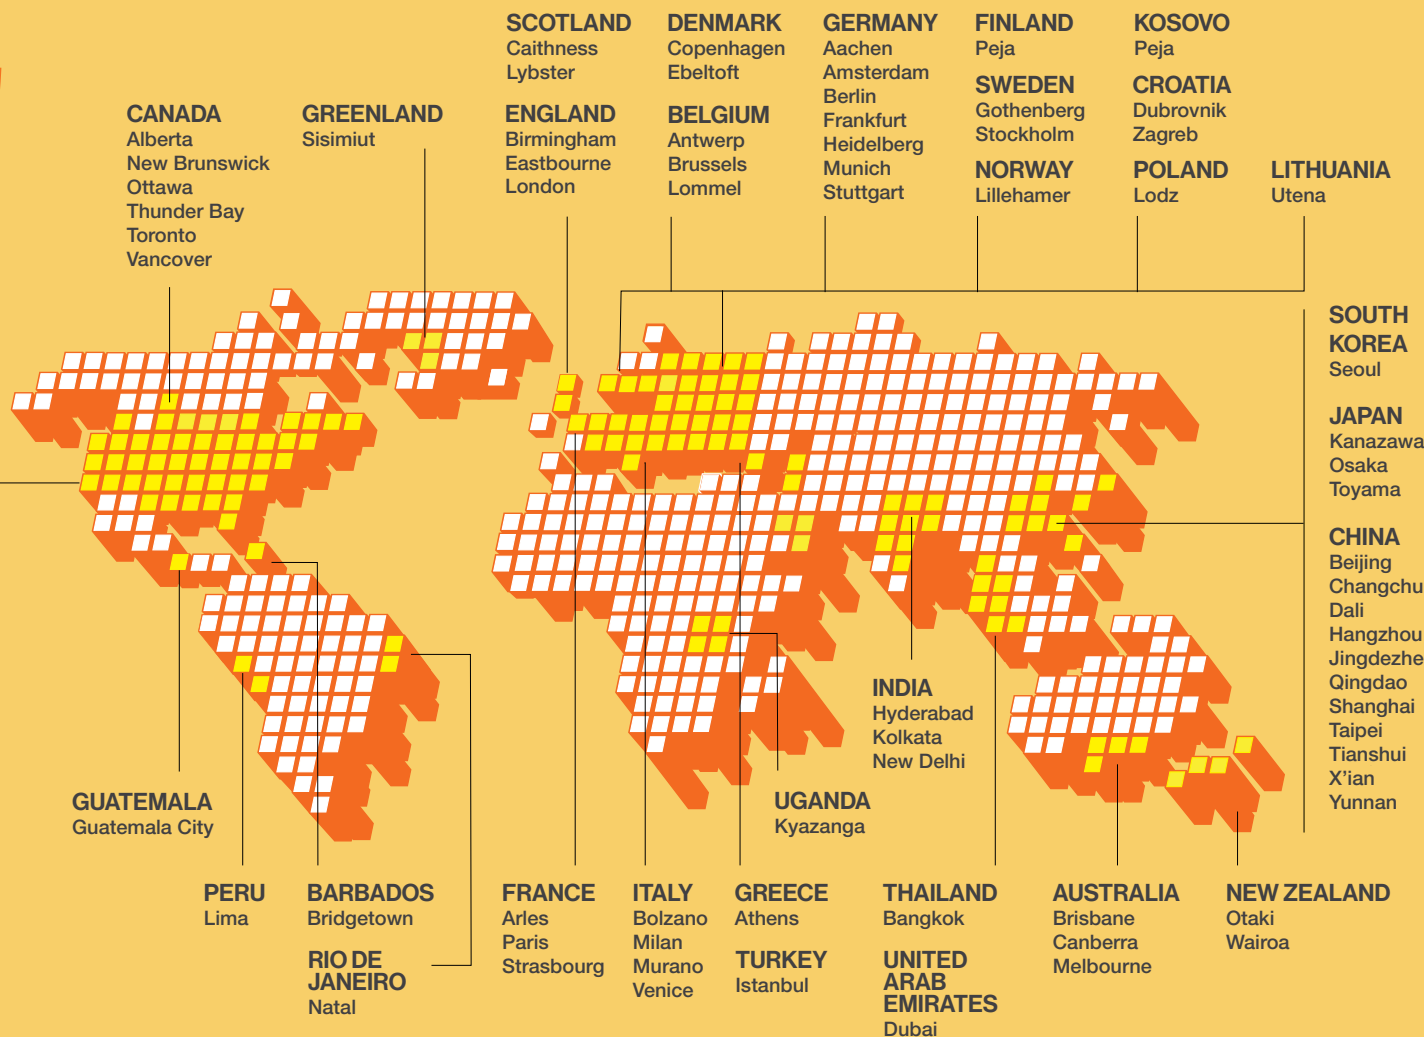 SCOTLAND
Caithness
Lybster
ENGLAND
Birmingham
Eastbourne
London
DENMARK
Copenhagen
Ebeltoft
BELGIUM
Antwerp
Brussels
Lommel
GERMANY
Aachen
Amsterdam
Berlin
Frankfurt
Heidelberg
Munich
Stuttgart
FINLAND
Peja
SWEDEN
Gothenberg
Stockholm
NORWAY
Lillehamer
KOSOVO
Peja
CROATIA
Dubrovnik
Zagreb
POLAND
Lodz
LITHUANIA
Utena
CANADA
Alberta
New Brunswick
Ottawa
Thunder Bay
Toronto
Vancover
GREENLAND
Sisimiut
SOUTH
KOREA
Seoul
JAPAN
Kanazawa
Osaka
Toyama
CHINA
Beijing
Changchu
Dali
Hangzhou
Jingdezhe
Qingdao
Shanghai
Taipei
Tianshui
X'ian
Yunnan
INDIA
Hyderabad
Kolkata
New Delhi
GUATEMALA
Guatemala City
UGANDA
Kyazanga
PERU
Lima
BARBADOS
Bridgetown
RIO DE
JANEIRO
Natal
FRANCE
Arles
Paris
Strasbourg
ITALY
Bolzano
Milan
Murano
Venice
GREECE
Athens
TURKEY
Istanbul
THAILAND
Bangkok
UNITED
ARAB
EMIRATES
Dubai
AUSTRALIA
Brisbane
Canberra
Melbourne
NEW ZEALAND
Otaki
Wairoa